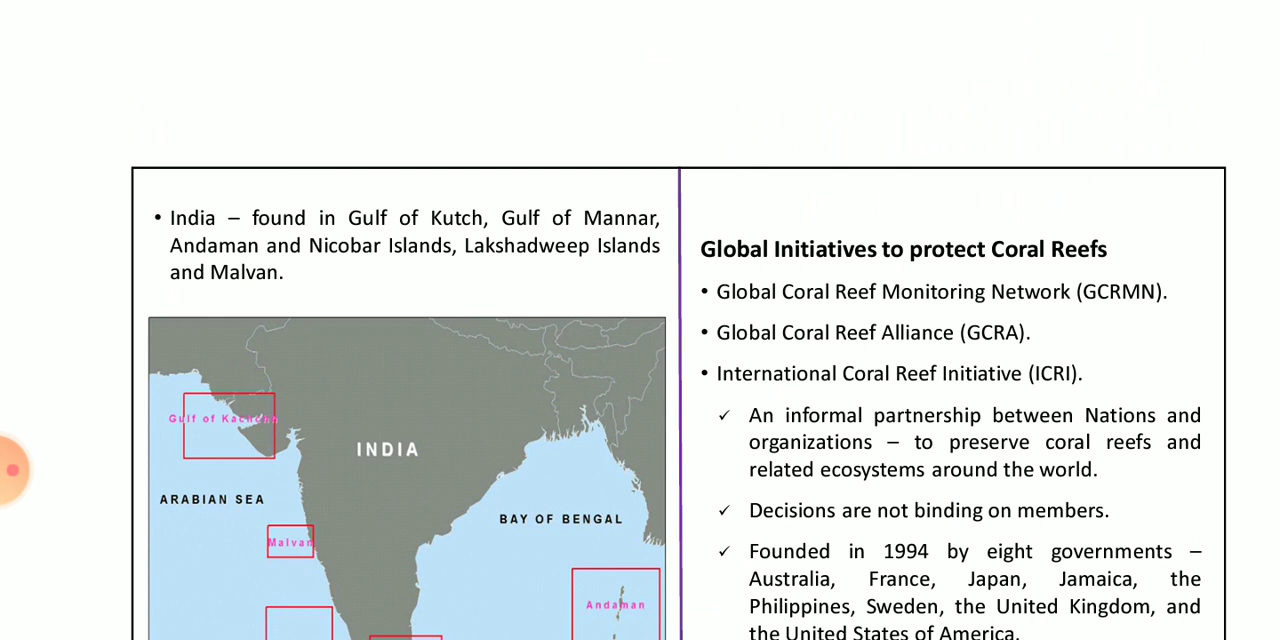 • India – found in Gulf of Kutch, Gulf of Mannar,
Andaman and Nicobar Islands, Lakshadweep Islands
and Malvan.
Gulf of Kachchh
INDIA
ARABIAN SEA
BAY OF BENGAL
Malvan
Andaman
Global Initiatives to protect Coral Reefs
• Global Coral Reef Monitoring Network (GCRMN).
• Global Coral Reef Alliance (GCRA).
• International Coral Reef Initiative (ICRI).
✓ An informal partnership between Nations and
organizations – to preserve coral reefs and
related ecosystems around the world.
✓ Decisions are not binding on members.
✓ Founded in 1994 by eight governments –
Australia, France, Japan, Jamaica, the
Philippines, Sweden, the United Kingdom, and
the United States of America.